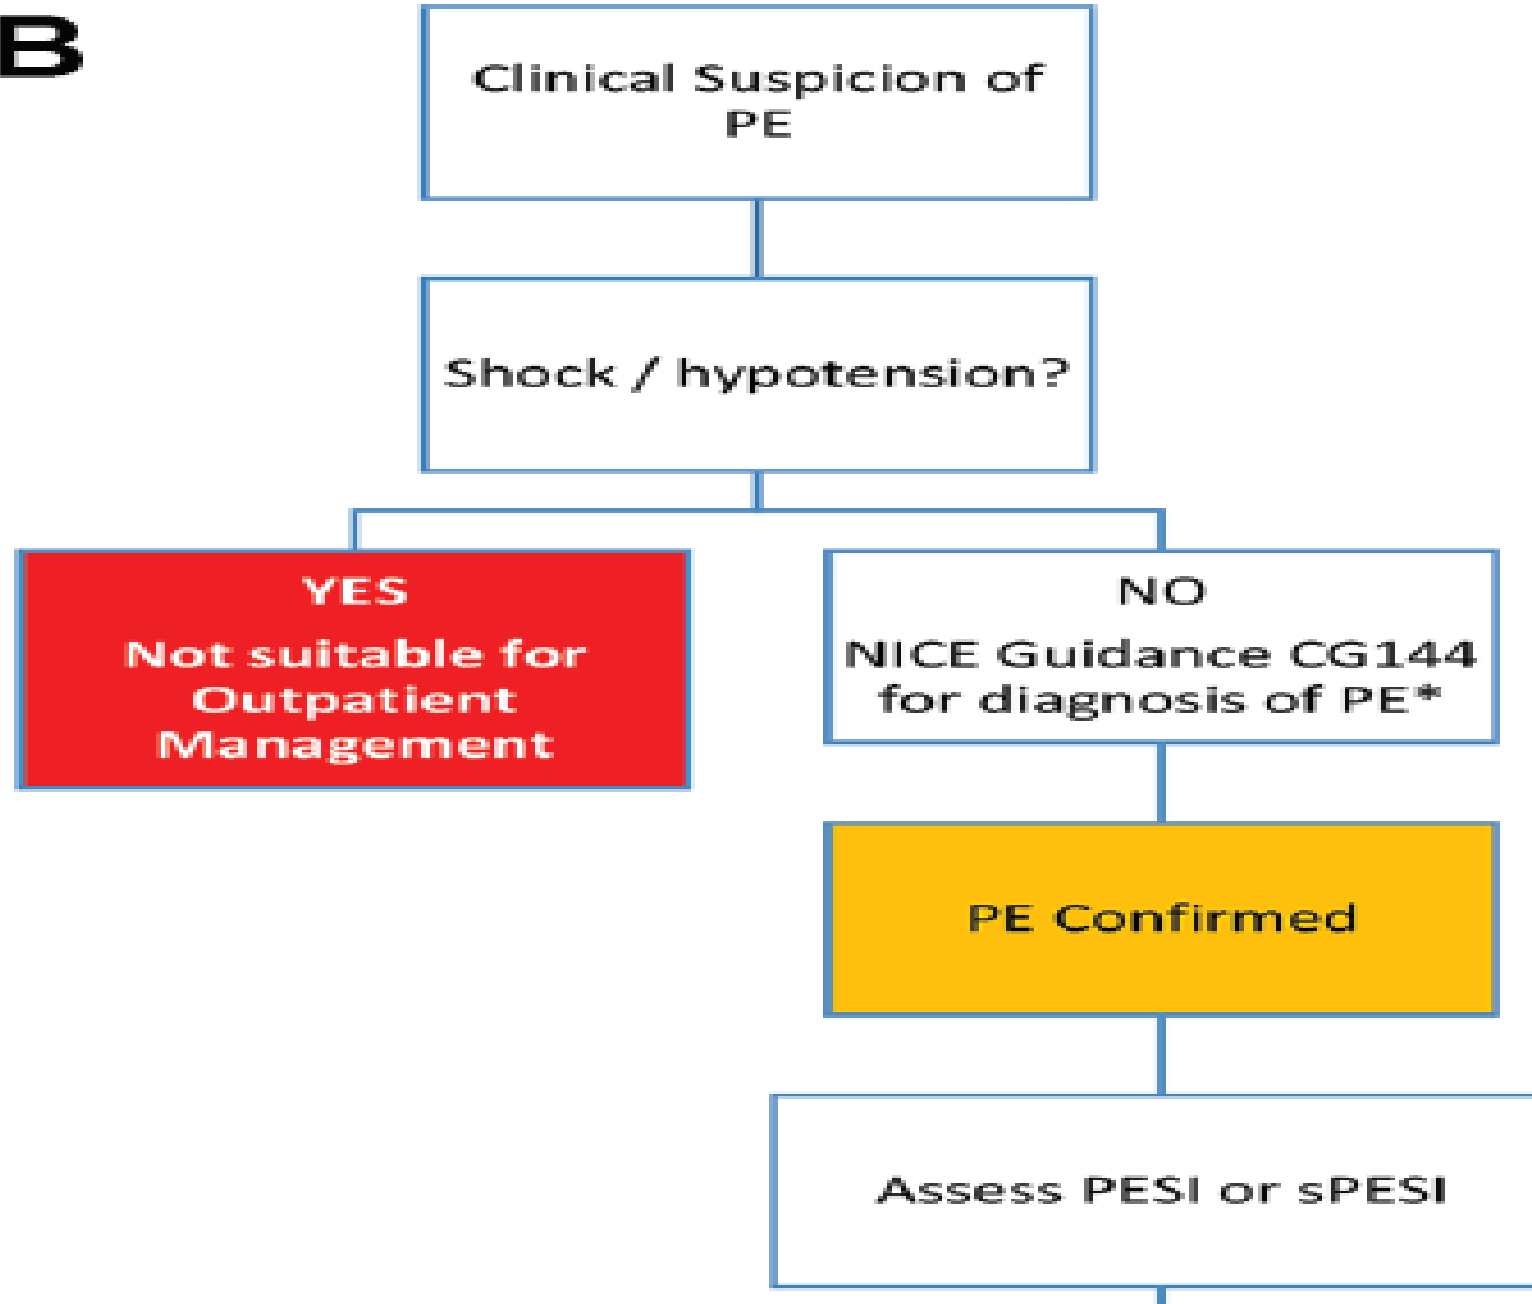 B
Clinical Suspicion of
PE
Shock / hypotension?
YES
Not suitable for
Outpatient
Management
NO
NICE Guidance CG144
for diagnosis of PE*
PE Confirmed
Assess PESI or sPESI